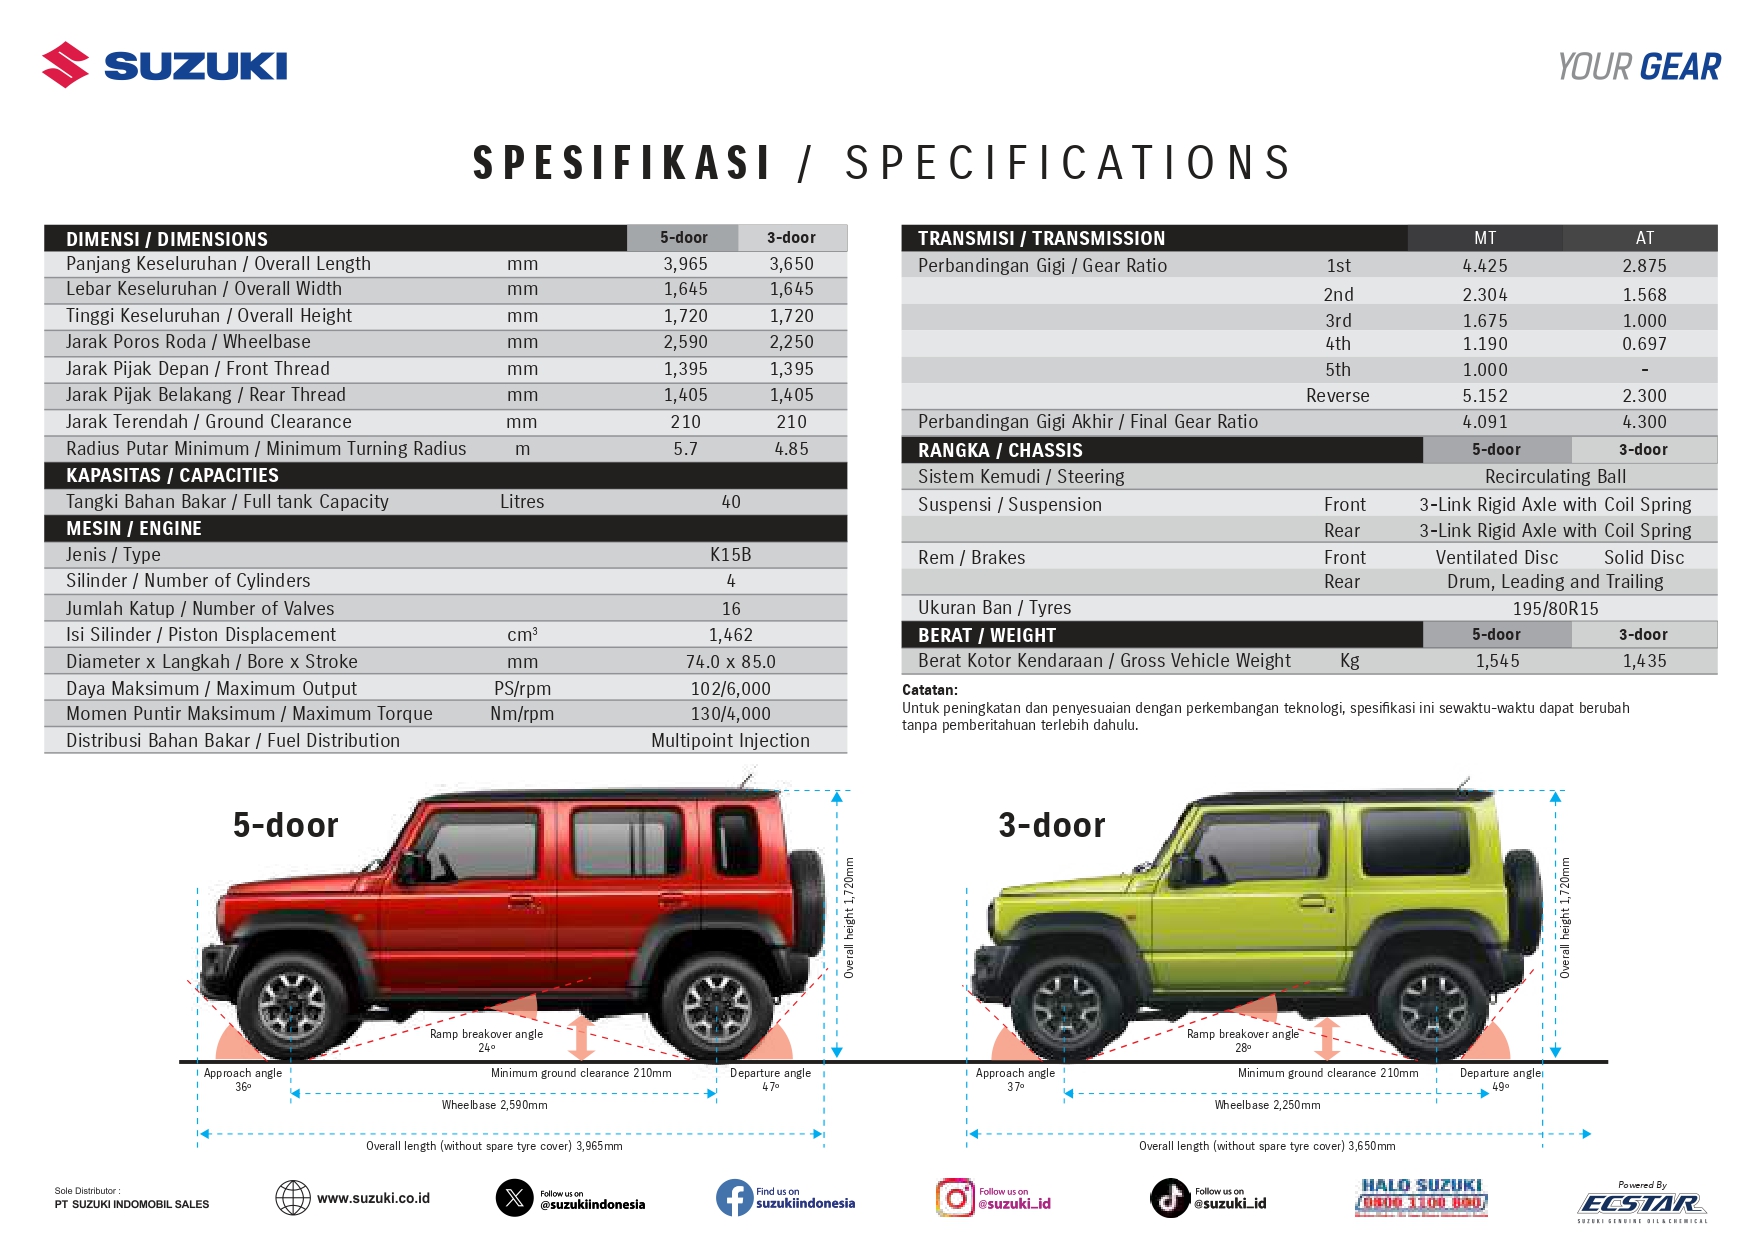 SUZUKI
YOUR GEAR
SPESIFIKASI / SPECIFICATIONS
DIMENSI / DIMENSIONS 5-door 3-door
Panjang Keseluruhan / Overall Length mm 3,965 3,650
Lebar Keseluruhan / Overall Width mm 1,645 1,645
Tinggi Keseluruhan / Overall Height mm 1,720 1,720
Jarak Poros Roda / Wheelbase mm 2,590 2,250
Jarak Pijak Depan / Front Thread mm 1,395 1,395
Jarak Pijak Belakang / Rear Thread mm 1,405 1,405
Jarak Terendah / Ground Clearance mm 210 210
Radius Putar Minimum / Minimum Turning Radius m 5.7 4.85
KAPASITAS / CAPACITIES
Tangki Bahan Bakar / Full tank Capacity Litres 40
MESIN / ENGINE
Jenis / Type K15B
Silinder / Number of Cylinders 4
Jumlah Katup / Number of Valves 16
Isi Silinder / Piston Displacement cm³ 1,462
Diameter x Langkah / Bore x Stroke mm 74.0 x 85.0
Daya Maksimum / Maximum Output PS/rpm 102/6,000
Momen Puntir Maksimum / Maximum Torque Nm/rpm 130/4,000
Distribusi Bahan Bakar / Fuel Distribution Multipoint Injection
TRANSMISI / TRANSMISSION MT AT
Perbandingan Gigi / Gear Ratio 1st 4.425 2.875
2nd 2.304 1.568
3rd 1.675 1.000
4th 1.190 0.697
5th 1.000 -
Reverse 5.152 2.300
Perbandingan Gigi Akhir / Final Gear Ratio 4.091 4.300
RANGKA / CHASSIS 5-door 3-door
Sistem Kemudi / Steering Recirculating Ball
Suspensi / Suspension Front 3-Link Rigid Axle with Coil Spring
Rear 3-Link Rigid Axle with Coil Spring
Rem / Brakes Front Ventilated Disc Solid Disc
Rear Drum, Leading and Trailing
Ukuran Ban / Tyres 195/80R15
BERAT / WEIGHT 5-door 3-door
Berat Kotor Kendaraan / Gross Vehicle Weight Kg 1,545 1,435
Catatan:
Untuk peningkatan dan penyesuaian dengan perkembangan teknologi, spesifikasi ini sewaktu-waktu dapat berubah
tanpa pemberitahuan terlebih dahulu.
5-door
Overall height 1,720mm
Ramp breakover angle
24º
Approach angle
36º
Minimum ground clearance 210mm
Departure angle
47º
Wheelbase 2,590mm
Overall length (without spare tyre cover) 3,965mm
3-door
Overall height 1,720mm
Ramp breakover angle
28º
Approach angle
37º
Minimum ground clearance 210mm
Departure angle
49º
Wheelbase 2,250mm
Overall length (without spare tyre cover) 3,650mm
Sole Distributor :
PT SUZUKI INDOMOBIL SALES
www.suzuki.co.id
Follow us on
@suzukiindonesia
Find us on
suzukiindonesia
Follow us on
@suzuki_id
Follow us on
@suzuki_id
HALO SUZUKI
0800 1100 800
Powered By
ECSTAR
SUZUKI GENUINE OIL & CHEMICAL